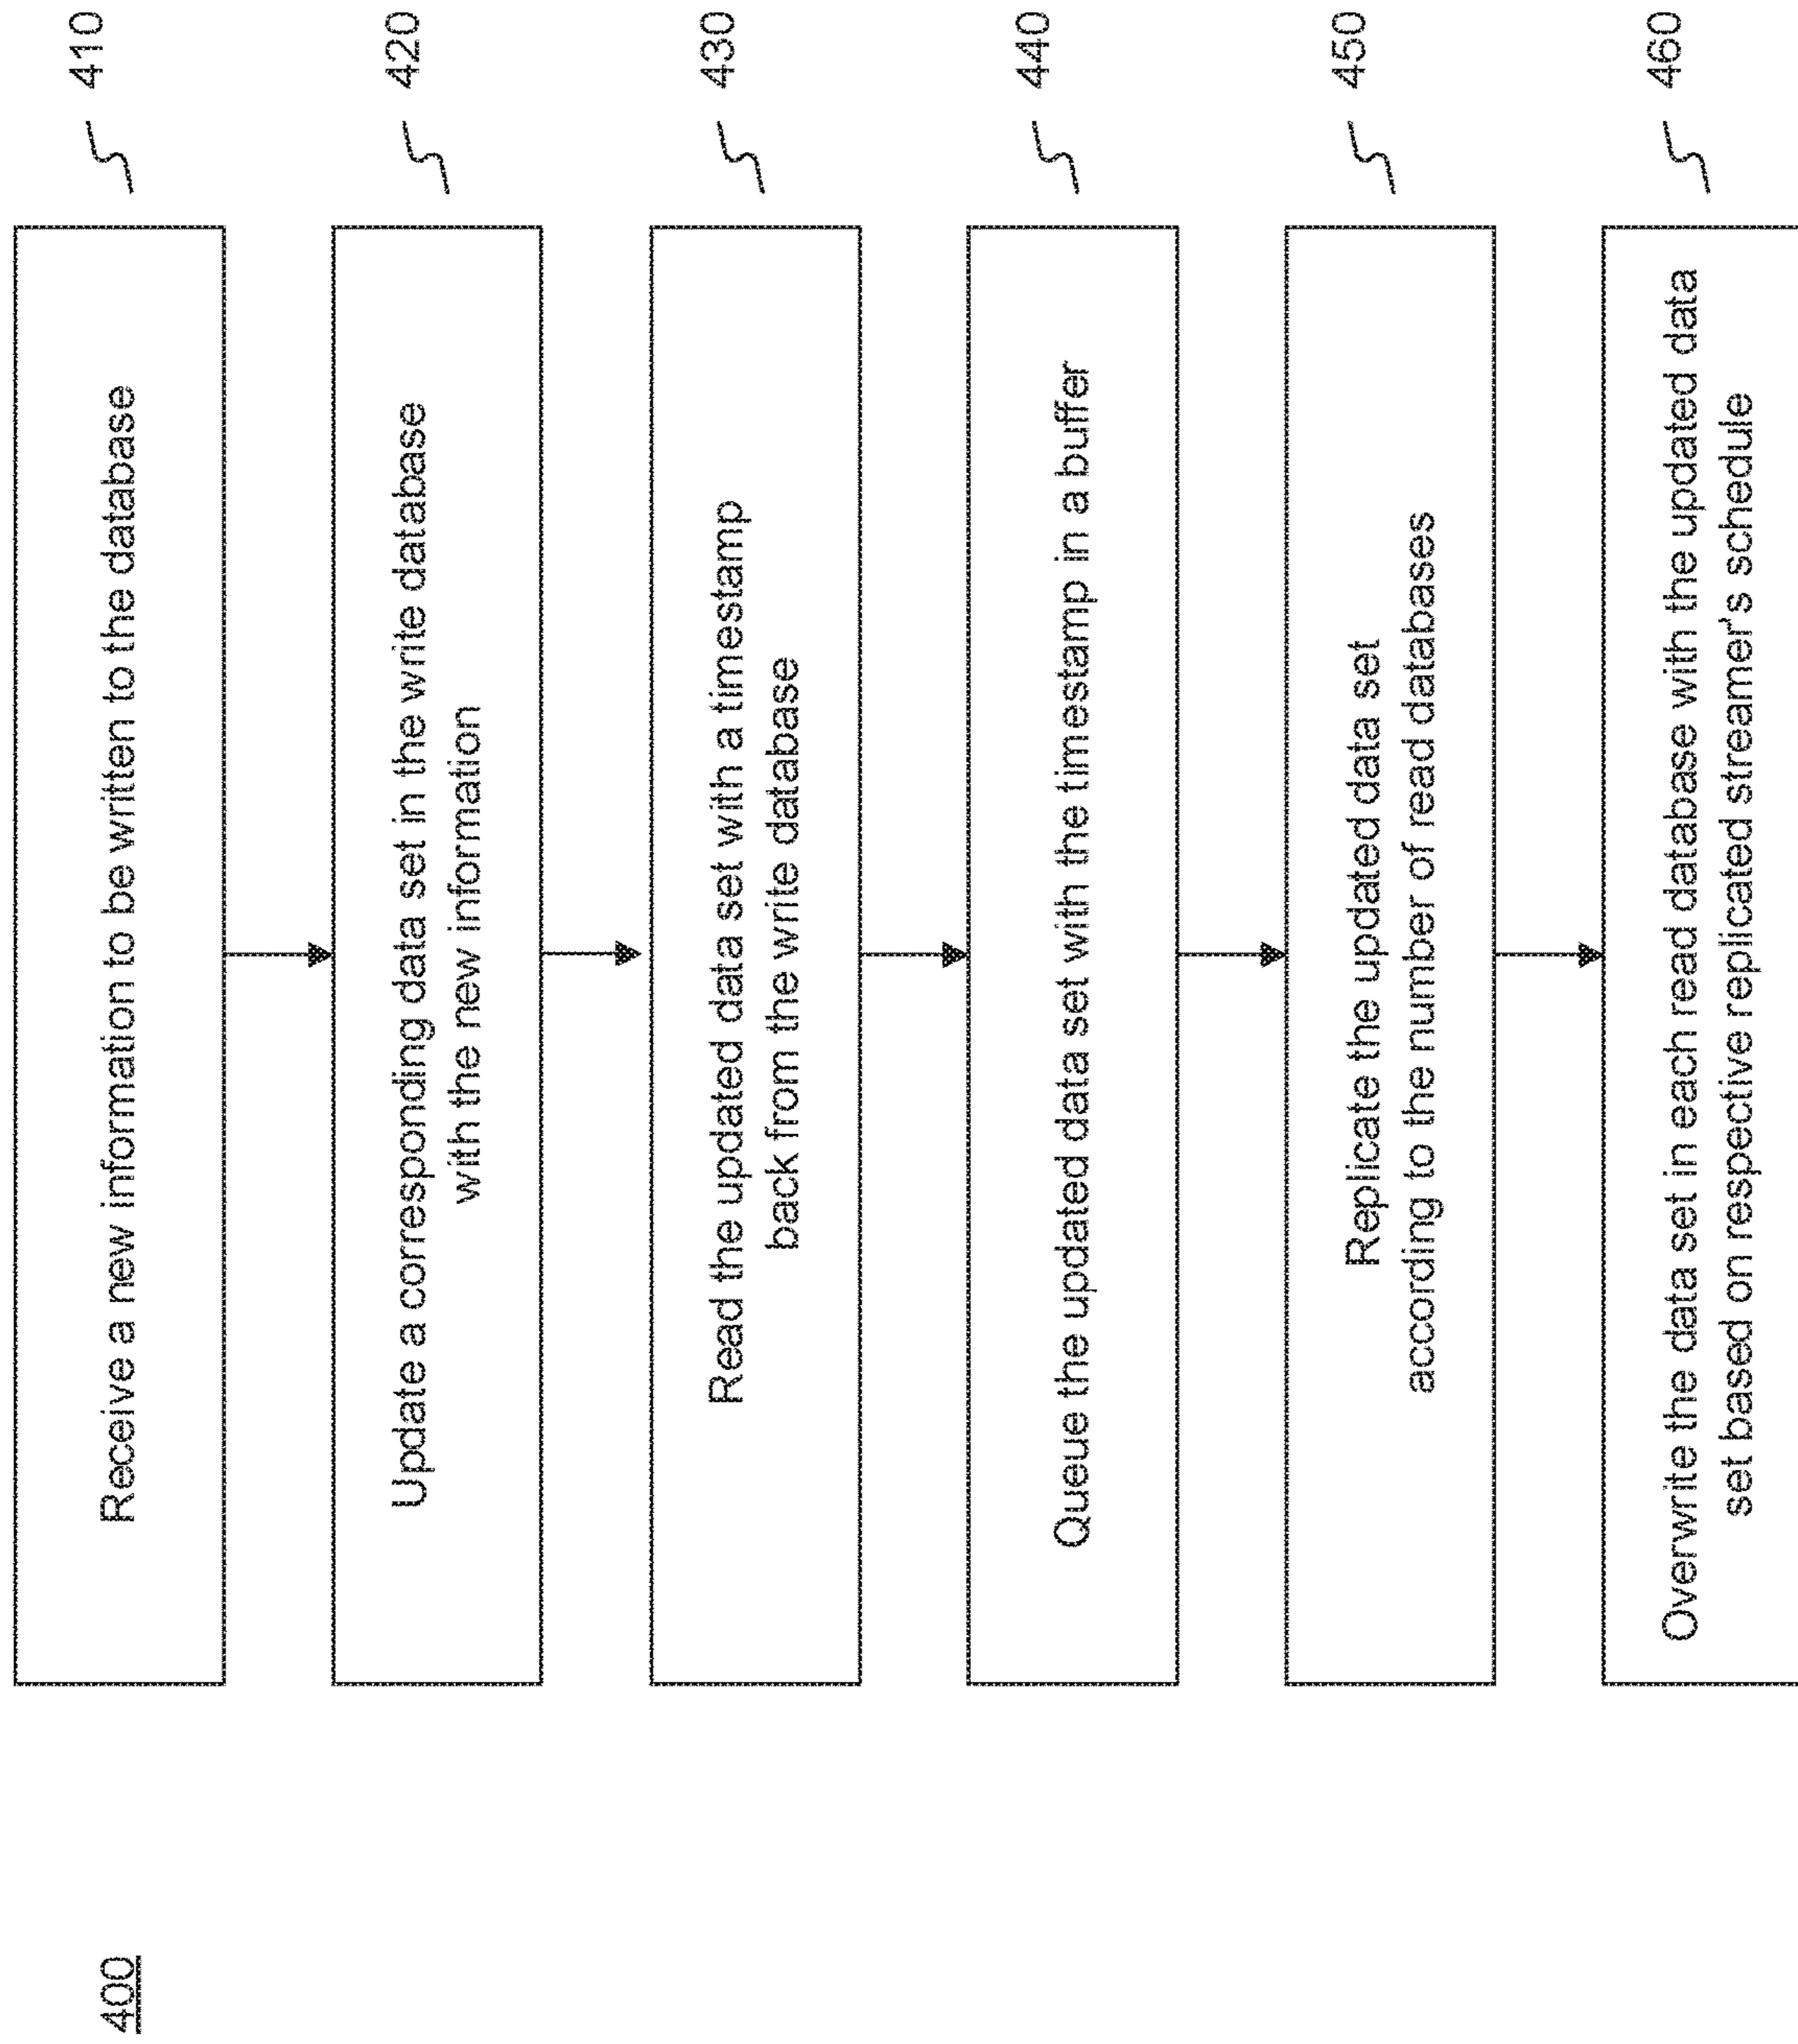 400
Receive a new information to be written to the database
410
Update a corresponding data set in the write database
with the new information
420
Read the updated data set with a timestamp
back from the write database
430
Queue the updated data set with the timestamp in a buffer
440
Replicate the updated data set
according to the number of read databases
450
Overwrite the data set in each read database with the updated data
set based on respective replicated streamer's schedule
460